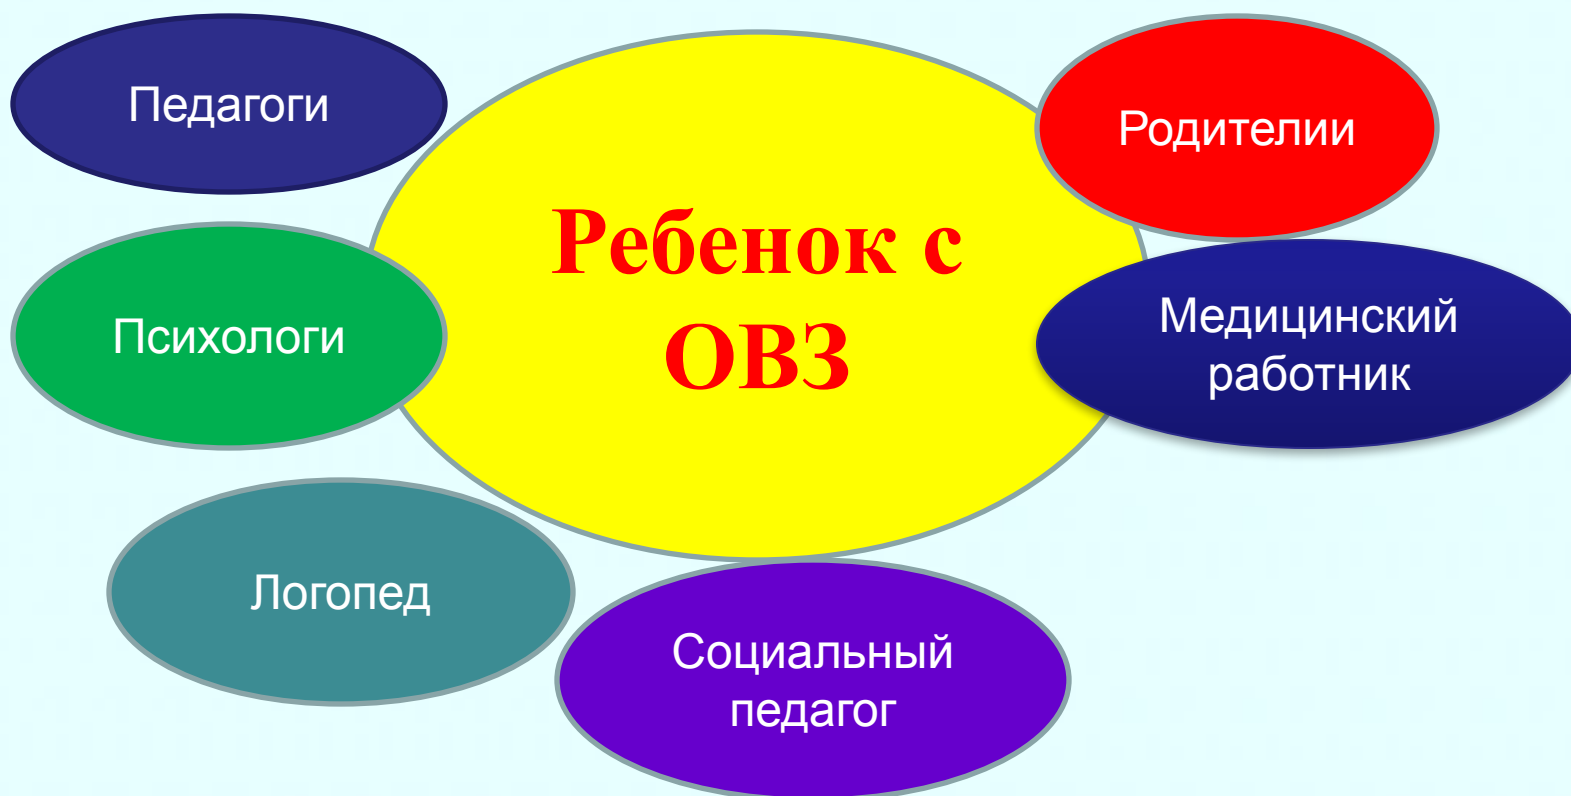 Педагоги
Родителии
Ребенок с
ОВЗ
Психологи
Медицинский
работник
Логопед
Социальный
педагог